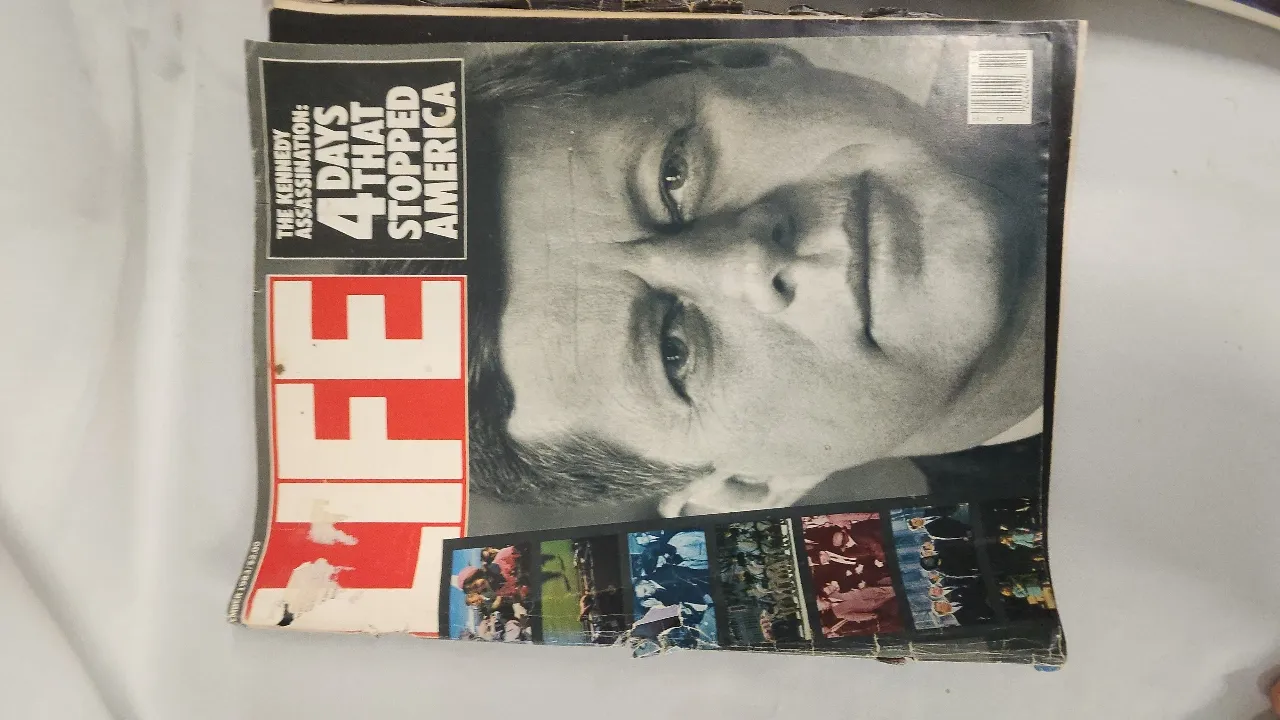 THE KENNEDY
ASSASSINATION:
4 DAYS
THAT
STOPPED
AMERICA
LIFE